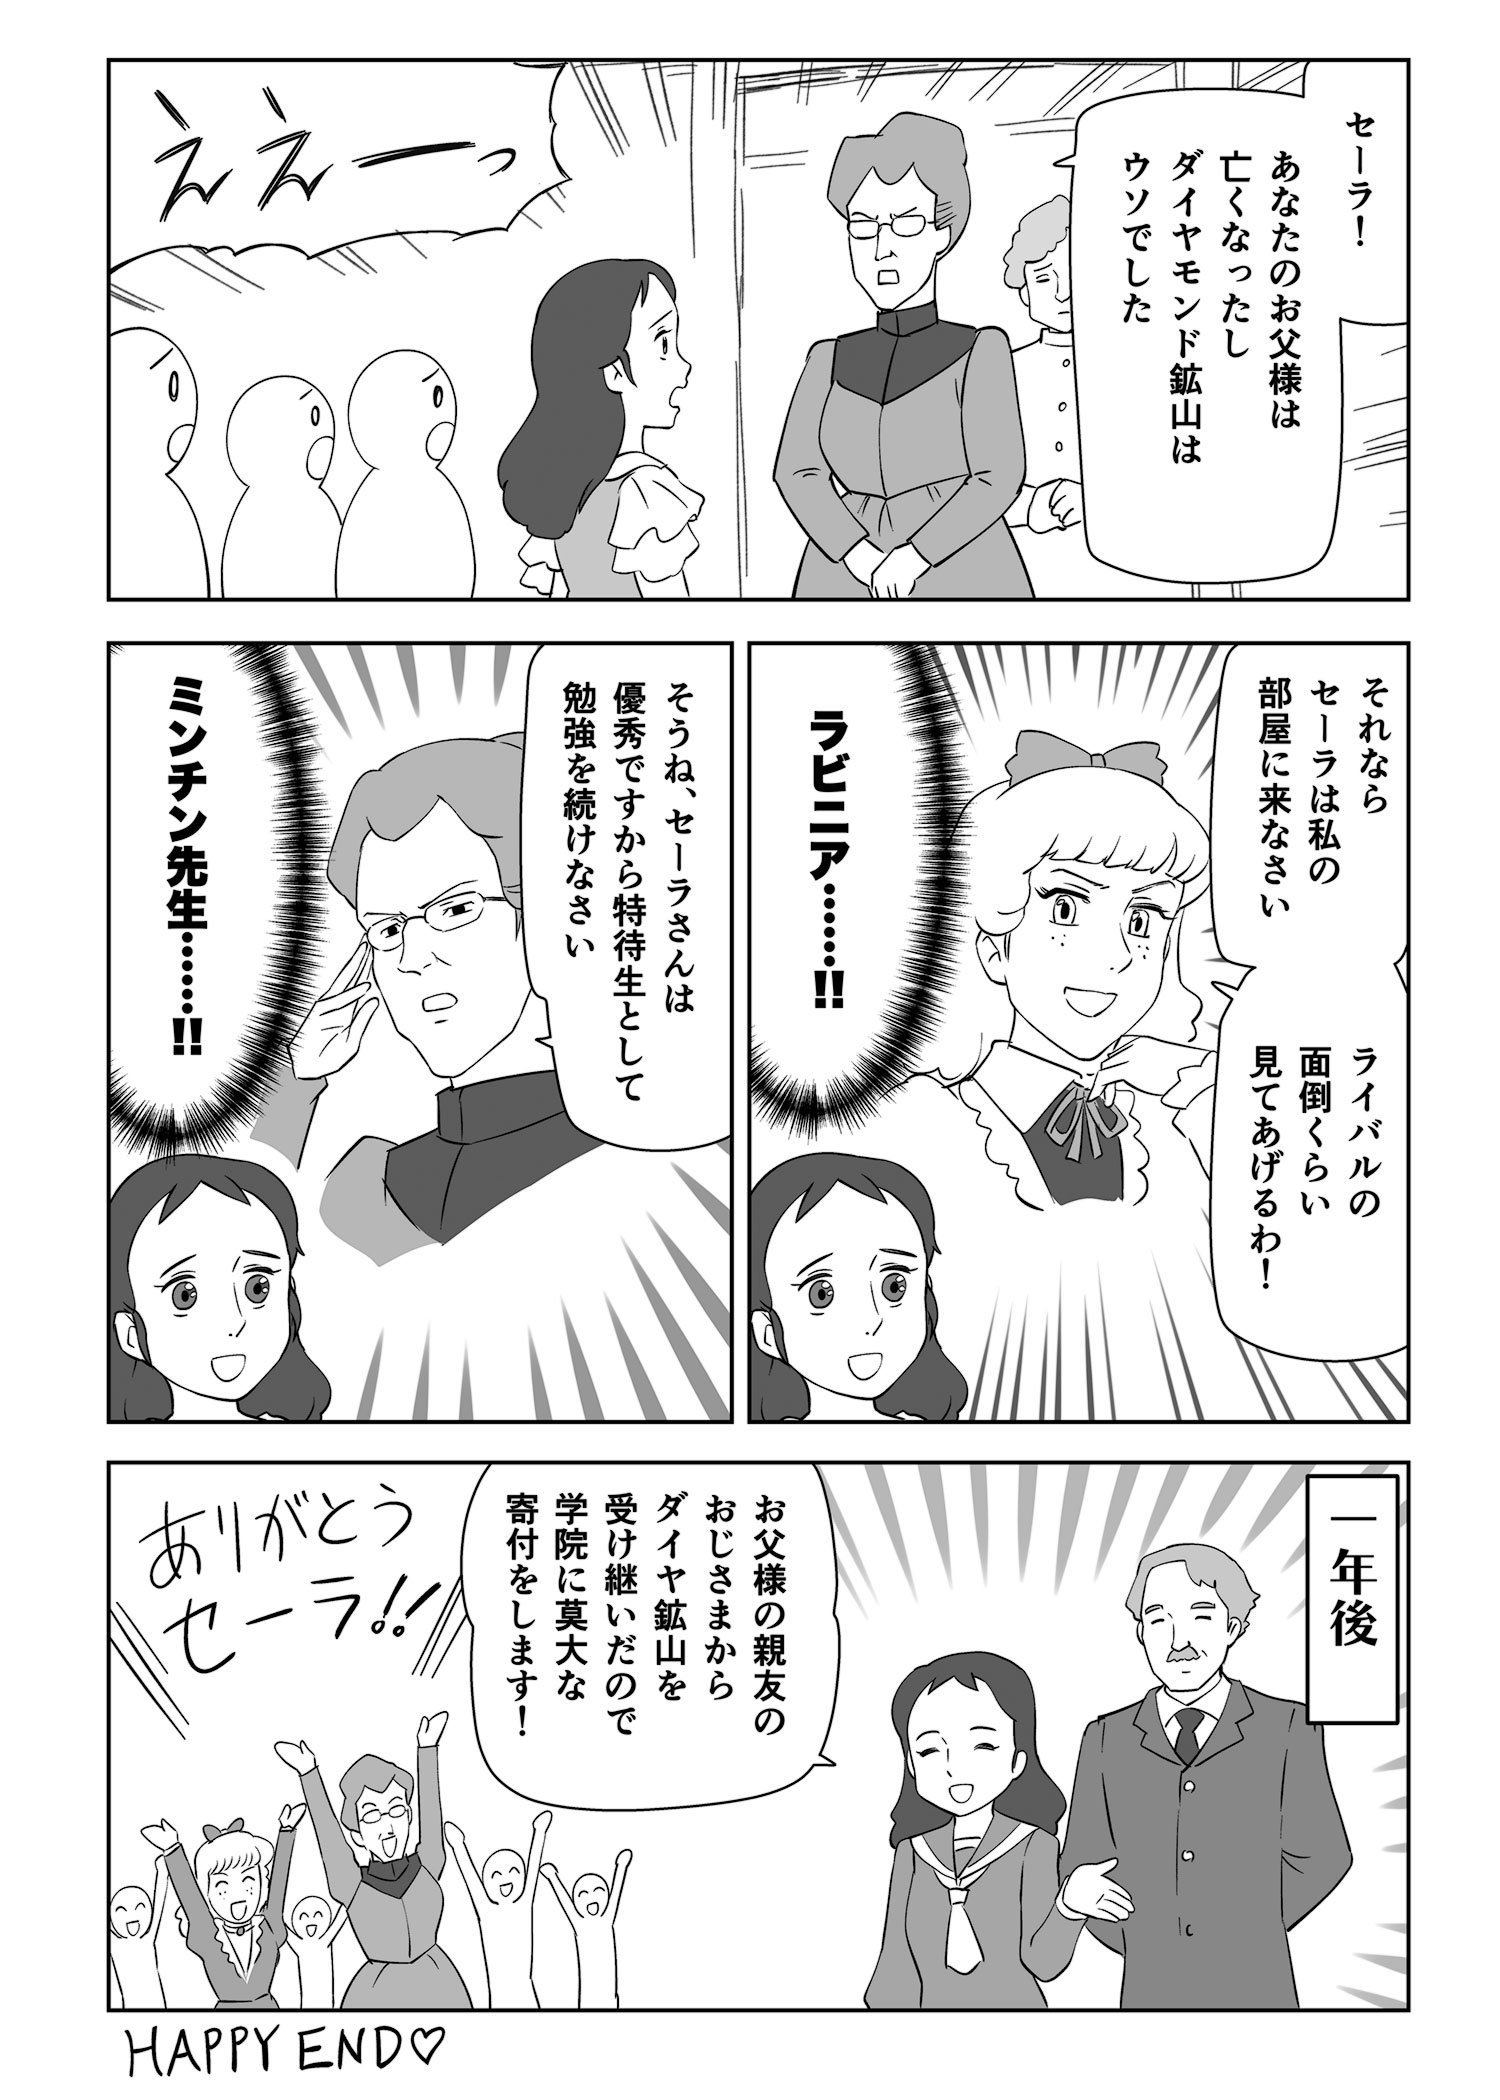 セーラ！
あなたのお父様は
亡くなったし
ダイヤモンド鉱山は
ウソでした
ええーっ
それなら
セーラは私の
部屋に来なさい
ライバルの
面倒くらい
見てあげるわ！
ラビニア……!!
そうね、セーラさんは
優秀ですから特待生として
勉強を続けなさい
ミンチン先生……!!
一年後
お父様の親友の
おじさまから
ダイヤ鉱山を
受け継いだので
学院に莫大な
寄付をします！
ありがとう
セーラ!!
HAPPY END♡